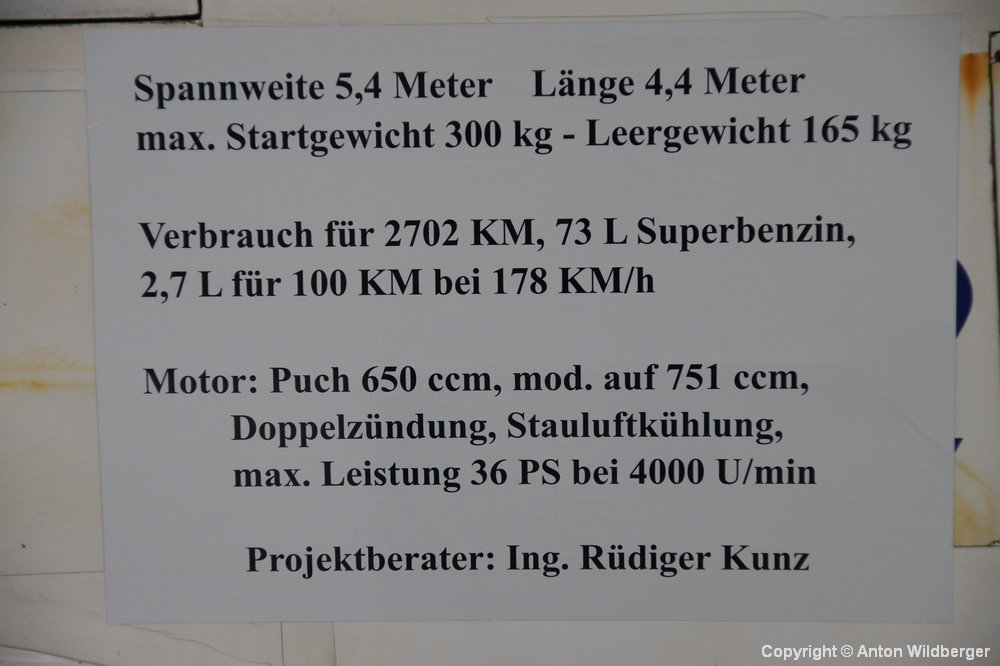 Spannweite 5,4 Meter Länge 4,4 Meter
max. Startgewicht 300 kg - Leergewicht 165 kg
Verbrauch für 2702 KM, 73 L Superbenzin,
2,7 L für 100 KM bei 178 KM/h
Motor: Puch 650 ccm, mod. auf 751 ccm,
Doppelzündung, Stauluftkühlung,
max. Leistung 36 PS bei 4000 U/min
Projektberater: Ing. Rüdiger Kunz
Copyright © Anton Wildberger